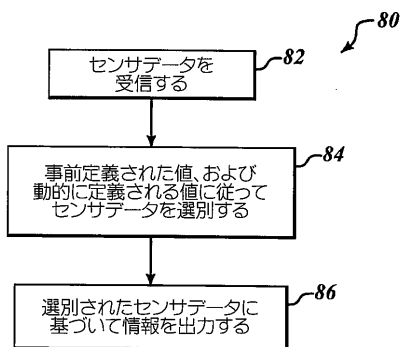 80
センサデータを
受信する
82
事前定義された値、および
動的に定義される値に従って
センサデータを選別する
84
選別されたセンサデータに
基づいて情報を出力する
86